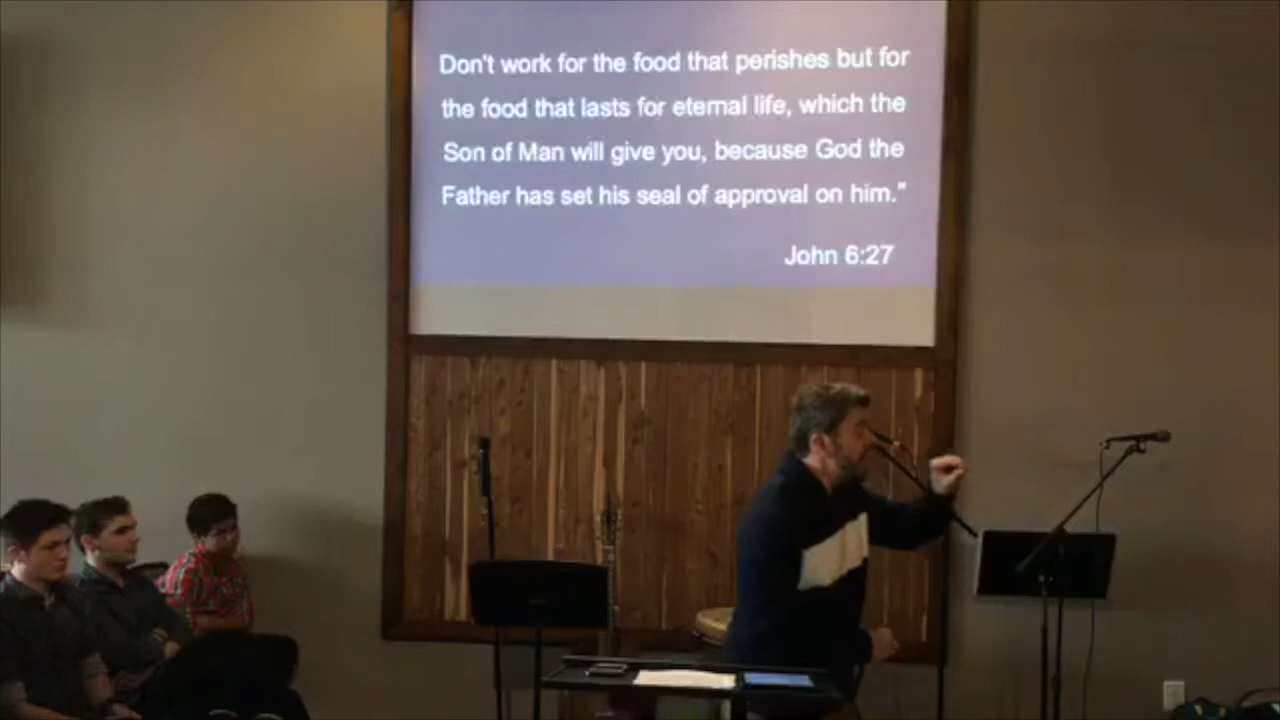 Don't work for the food that perishes but for
the food that lasts for eternal life, which the
Son of Man will give you, because God the
Father has set his seal of approval on him.”
John 6:27